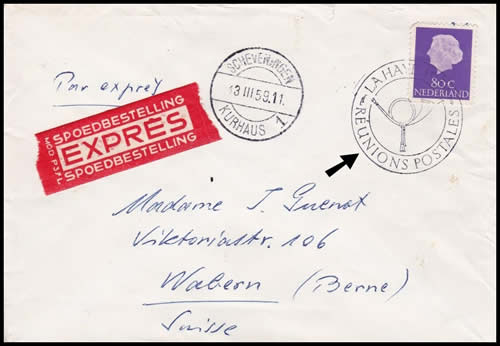 80 C
NEDERLAND
LA HAYE
RÉUNIONS POSTALES
SCHEVENINGEN
13 III 59.11
KURHAUS 1
Par exprès
SPOEDBESTELLING
EXPRES
SPOEDBESTELLING
Madame J. Guenat
Viktoriastr. 106
Wabern (Berne)
Suisse